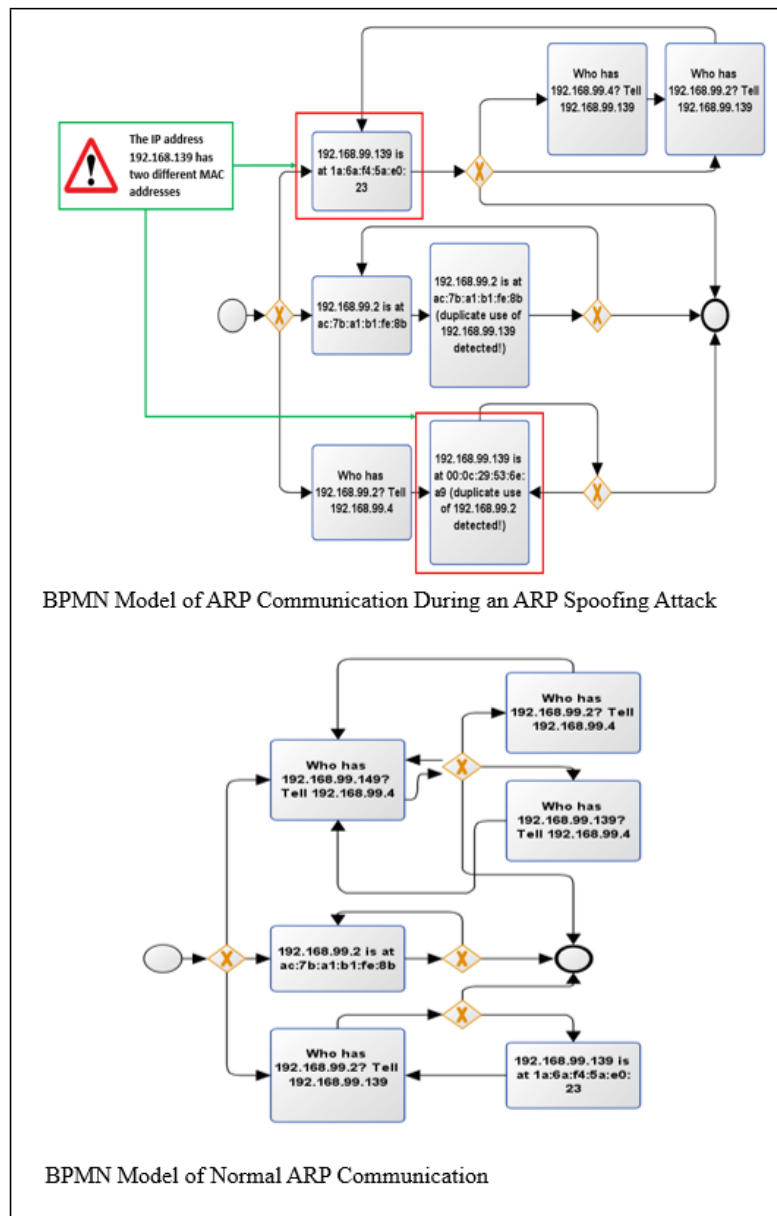 Who has
192.168.99.4? Tell
192.168.99.139
Who has
192.168.99.2? Tell
192.168.99.139
The IP address
192.168.139 has
two different MAC
addresses
192.168.99.139 is
at 1a:6a:f4:5a:e0:
23
X
192.168.99.2 is at
ac:7b:a1:b1:fe:8b
192.168.99.2 is at
ac:7b:a1:b1:fe:8b
(duplicate use of
192.168.99.139
detected!)
X
X
Who has
192.168.99.2? Tell
192.168.99.4
192.168.99.139 is
at 00:0c:29:53:6e:
a9 (duplicate use
of 192.168.99.2
detected!)
X
BPMN Model of ARP Communication During an ARP Spoofing Attack
Who has
192.168.99.2? Tell
192.168.99.4
Who has
192.168.99.149?
Tell 192.168.99.4
X
Who has
192.168.99.139?
Tell 192.168.99.4
X
192.168.99.2 is at
ac:7b:a1:b1:fe:8b
X
Who has
192.168.99.2? Tell
192.168.99.139
X
192.168.99.139 is
at 1a:6a:f4:5a:e0:
23
BPMN Model of Normal ARP Communication